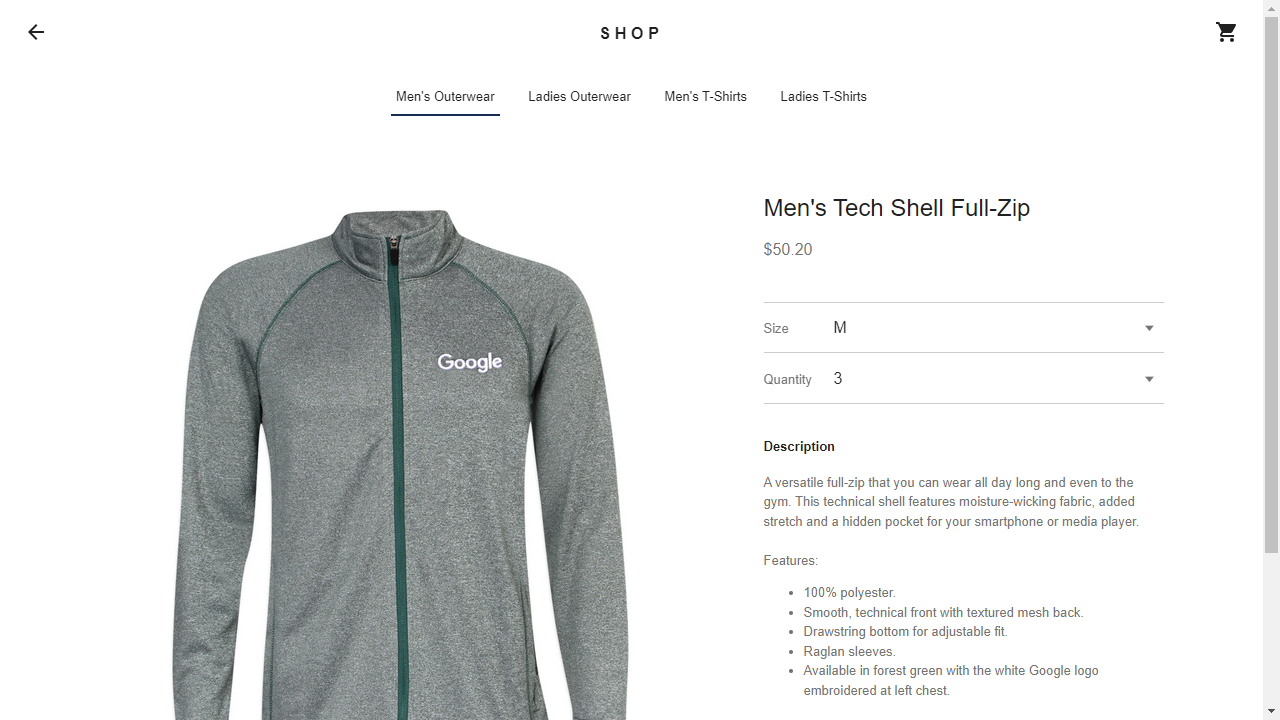 SHOP
Men's Outerwear
Ladies Outerwear
Men's T-Shirts
Ladies T-Shirts
Google
Men's Tech Shell Full-Zip
$50.20
Size M
Quantity 3
Description
A versatile full-zip that you can wear all day long and even to the
gym. This technical shell features moisture-wicking fabric, added
stretch and a hidden pocket for your smartphone or media player.
Features:
• 100% polyester.
• Smooth, technical front with textured mesh back.
• Drawstring bottom for adjustable fit.
• Raglan sleeves.
• Available in forest green with the white Google logo
embroidered at left chest.